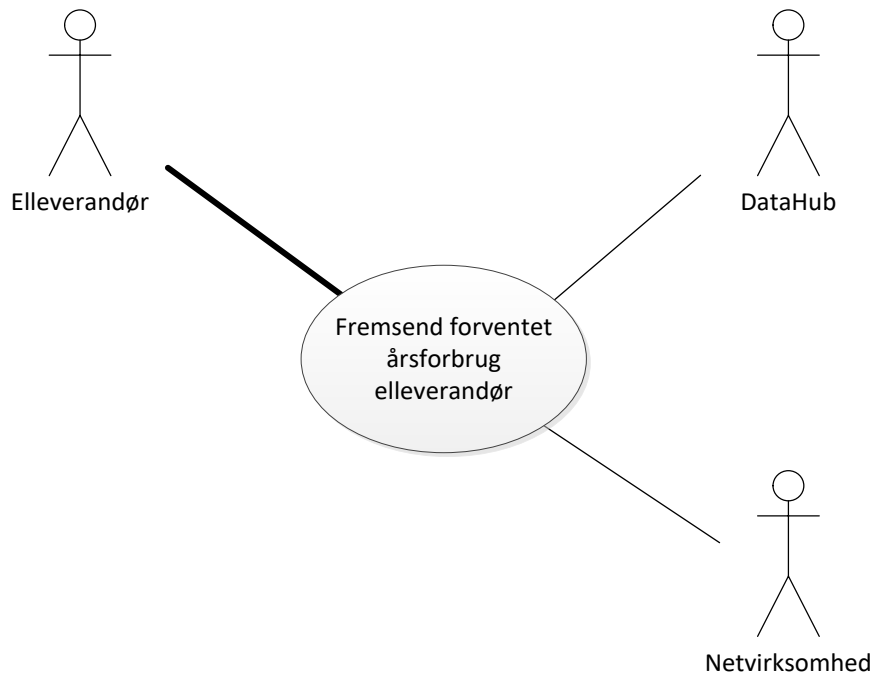 Elleverandør
DataHub
Fremsend forventet
årsforbrug
elleverandør
Netvirksomhed